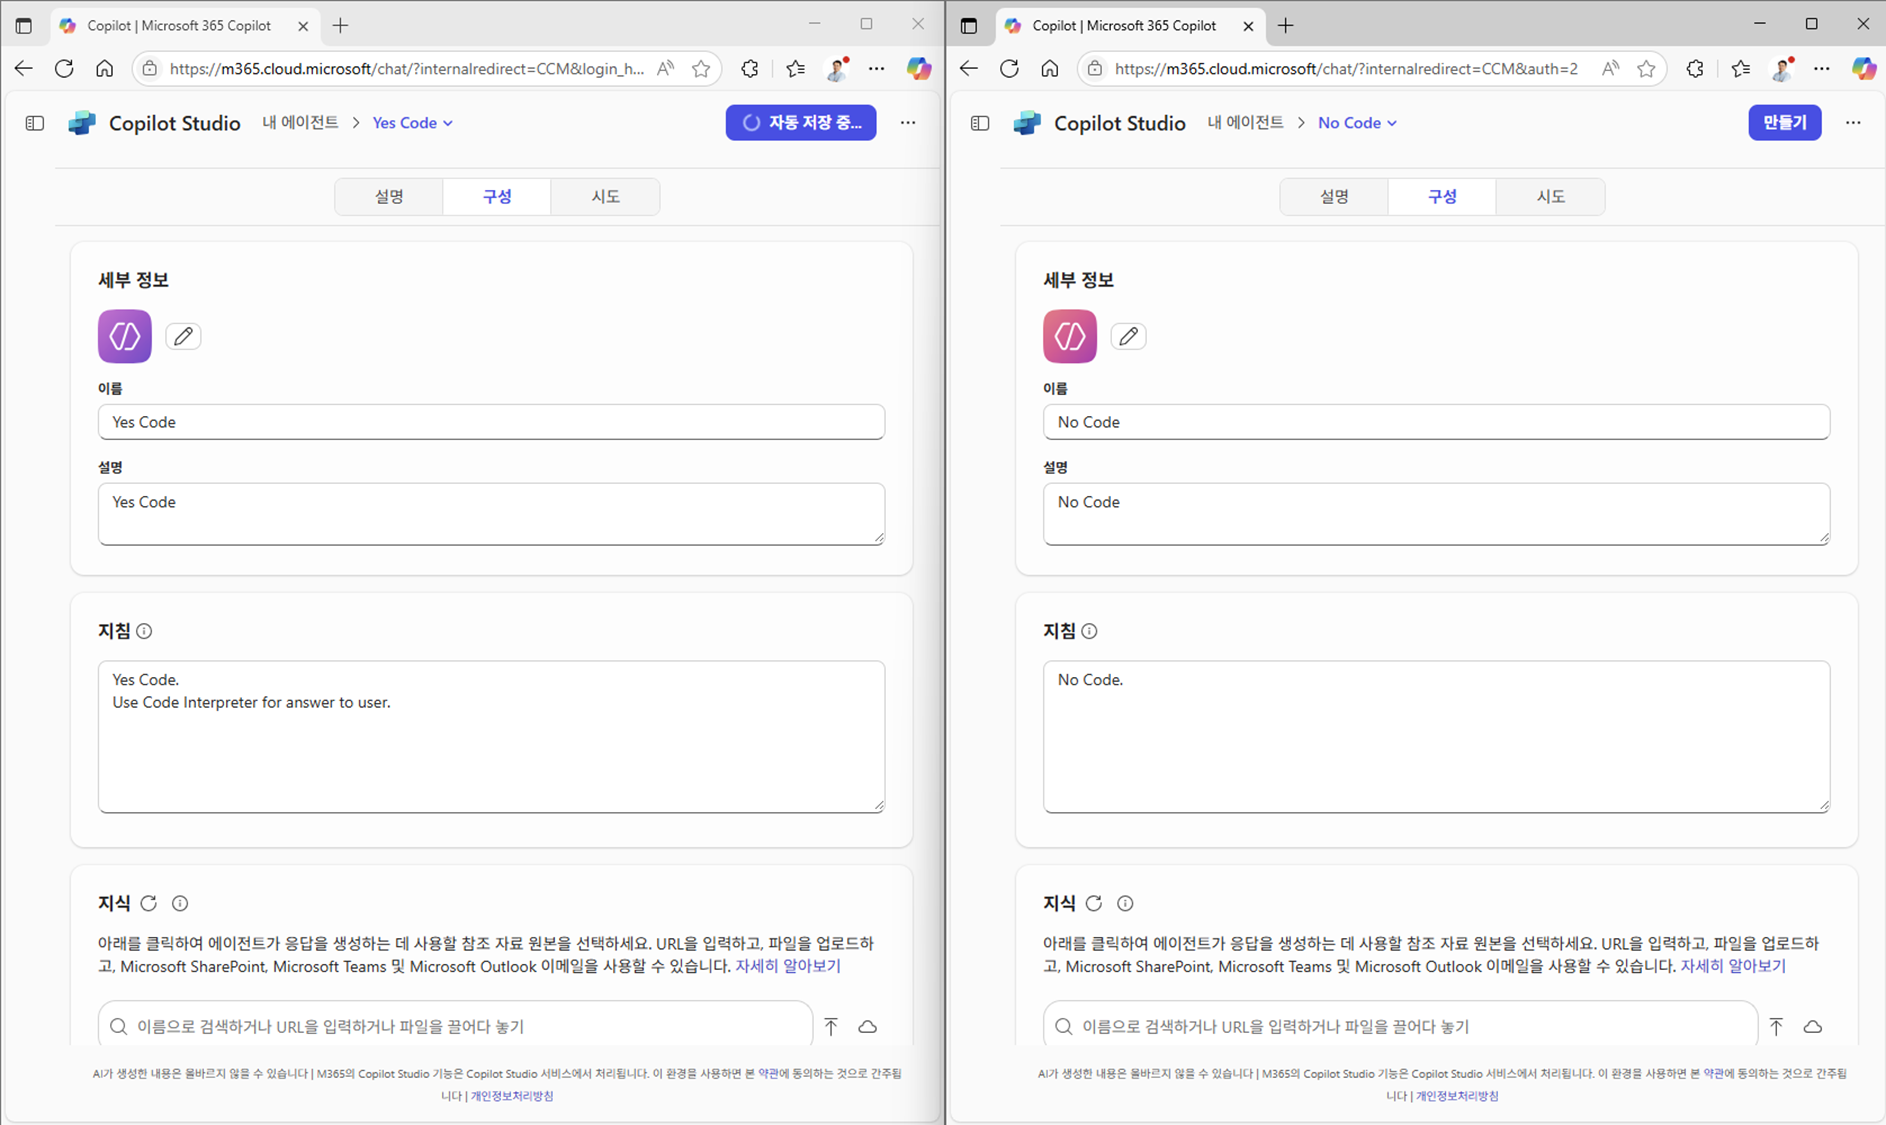 Copilot | Microsoft 365 Copilot
https://m365.cloud.microsoft/chat/?internalredirect=CCM&login_h...
Copilot Studio
내 에이전트
Yes Code
자동 저장 중...
설명
구성
시도
세부 정보
이름
Yes Code
설명
Yes Code
지침
Yes Code.
Use Code Interpreter for answer to user.
지식
아래를 클릭하여 에이전트가 응답을 생성하는 데 사용할 참조 자료 원본을 선택하세요. URL을 입력하고, 파일을 업로드하
고, Microsoft SharePoint, Microsoft Teams 및 Microsoft Outlook 이메일을 사용할 수 있습니다. 자세히 알아보기
이름으로 검색하거나 URL을 입력하거나 파일을 끌어다 놓기
AI가 생성한 내용은 올바르지 않을 수 있습니다 | M365의 Copilot Studio 기능은 Copilot Studio 서비스에서 처리됩니다. 이 환경을 사용하면 본 약관에 동의하는 것으로 간주됩
니다 | 개인정보처리방침
Copilot | Microsoft 365 Copilot
https://m365.cloud.microsoft/chat/?internalredirect=CCM&auth=2
Copilot Studio
내 에이전트
No Code
만들기
설명
구성
시도
세부 정보
이름
No Code
설명
No Code
지침
No Code.
지식
아래를 클릭하여 에이전트가 응답을 생성하는 데 사용할 참조 자료 원본을 선택하세요. URL을 입력하고, 파일을 업로드하
고, Microsoft SharePoint, Microsoft Teams 및 Microsoft Outlook 이메일을 사용할 수 있습니다. 자세히 알아보기
이름으로 검색하거나 URL을 입력하거나 파일을 끌어다 놓기
AI가 생성한 내용은 올바르지 않을 수 있습니다 | M365의 Copilot Studio 기능은 Copilot Studio 서비스에서 처리됩니다. 이 환경을 사용하면 본 약관에 동의하는 것으로 간주됩
니다 | 개인정보처리방침